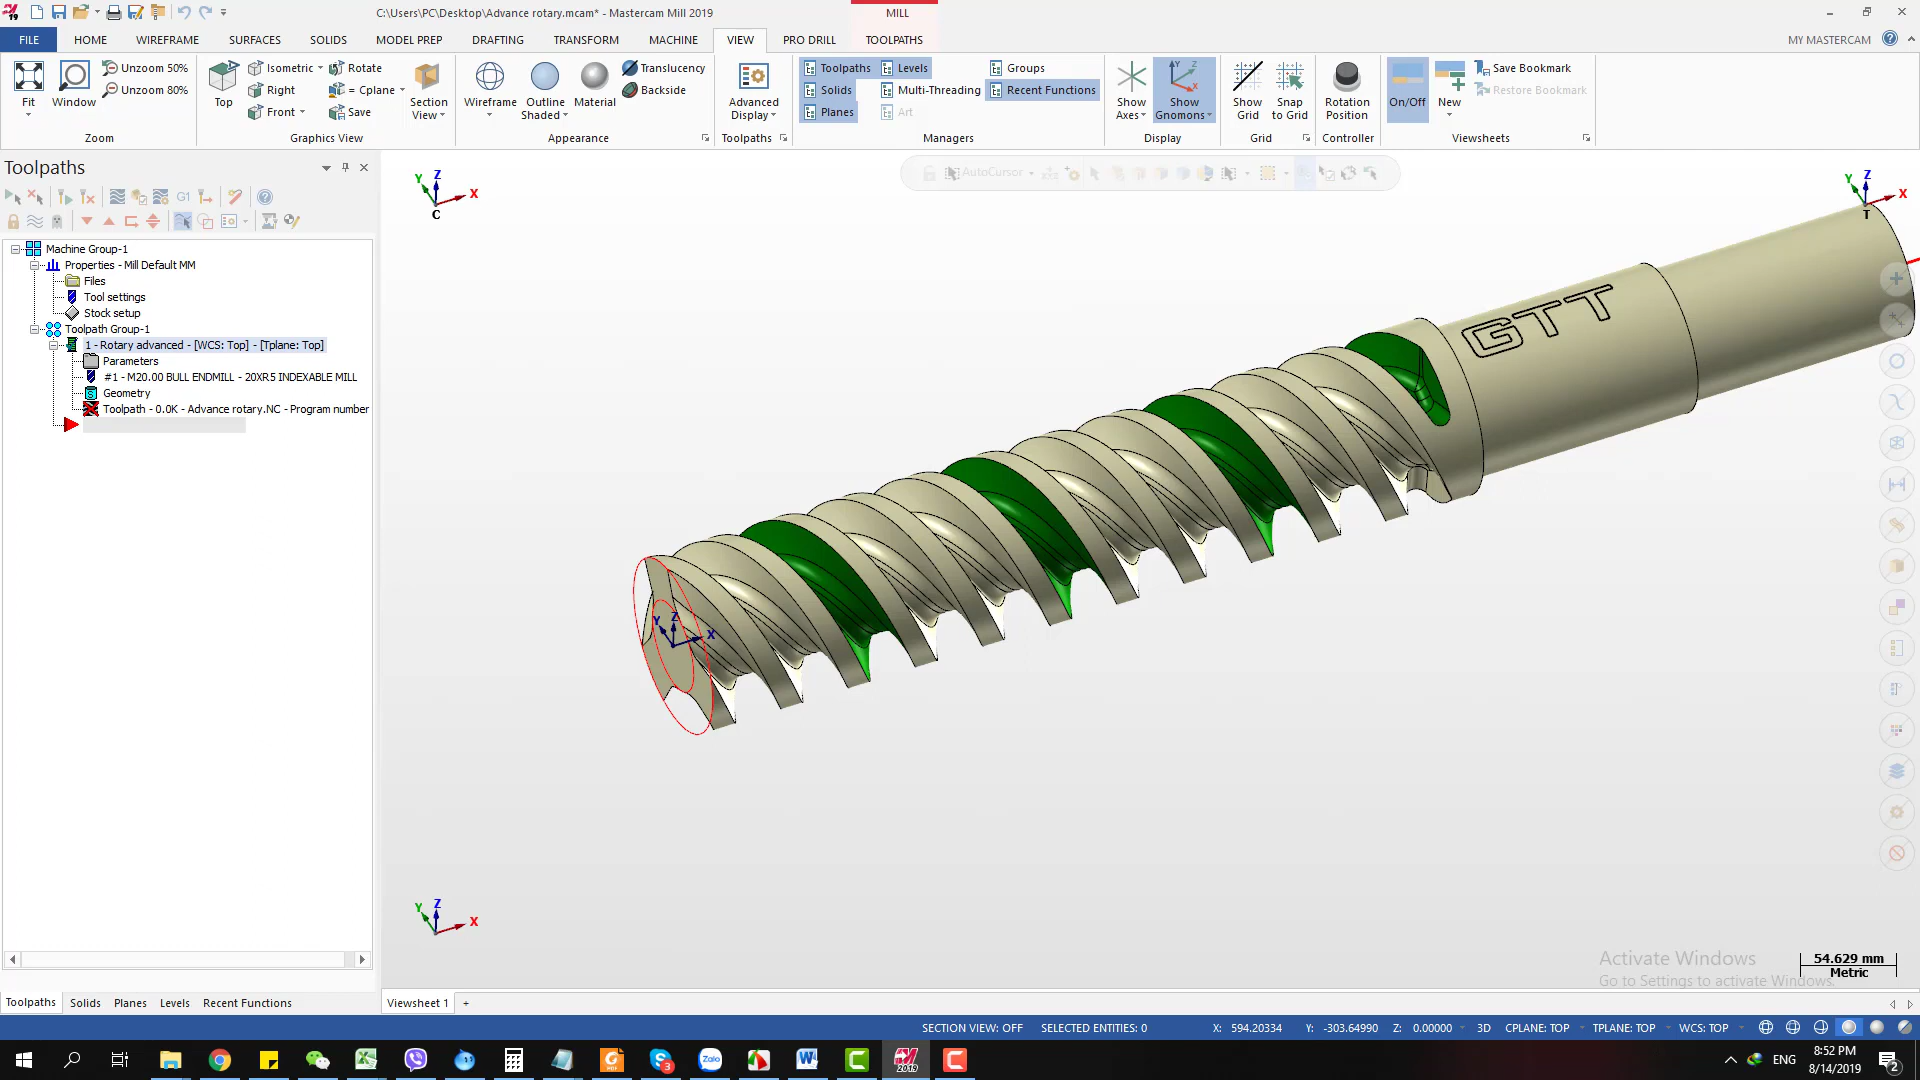 C:\Users\PC\Desktop\Advance rotary.mcam* - Mastercam Mill 2019
MILL
FILE HOME WIREFRAME SURFACES SOLIDS MODEL PREP DRAFTING TRANSFORM MACHINE VIEW PRO DRILL TOOLPATHS MY MASTERCAM
Unzoom 50% Isometric Rotate Translucency Toolpaths Levels Groups Save Bookmark
Unzoom 80% Right = Cplane Backside Solids Multi-Threading Recent Functions Restore Bookmark
Fit Window Top Front Save Section View Wireframe Outline Shaded Material Advanced Display Planes Art Show Axes Show Gnomons Show Grid Snap to Grid Rotation Position On/Off New
Zoom Graphics View Appearance Toolpaths Managers Display Grid Controller Viewsheets
Toolpaths
AutoCursor
G1
Machine Group-1
Properties - Mill Default MM
Files
Tool settings
Stock setup
Toolpath Group-1
1 - Rotary advanced - [WCS: Top] - [Tplane: Top]
Parameters
#1 - M20.00 BULL ENDMILL - 20XR5 INDEXABLE MILL
Geometry
Toolpath - 0.0K - Advance rotary.NC - Program number
Y Z X
C
Y Z X
T
GTT
Y Z X
Y Z X
Activate Windows
Go to Settings to activate Windows.
54.629 mm
Metric
Toolpaths Solids Planes Levels Recent Functions Viewsheet 1 +
SECTION VIEW: OFF SELECTED ENTITIES: 0 X: 594.20334 Y: -303.64990 Z: 0.00000 3D CPLANE: TOP TPLANE: TOP WCS: TOP
ENG
8:52 PM
8/14/2019
2
3
Zalo
2019